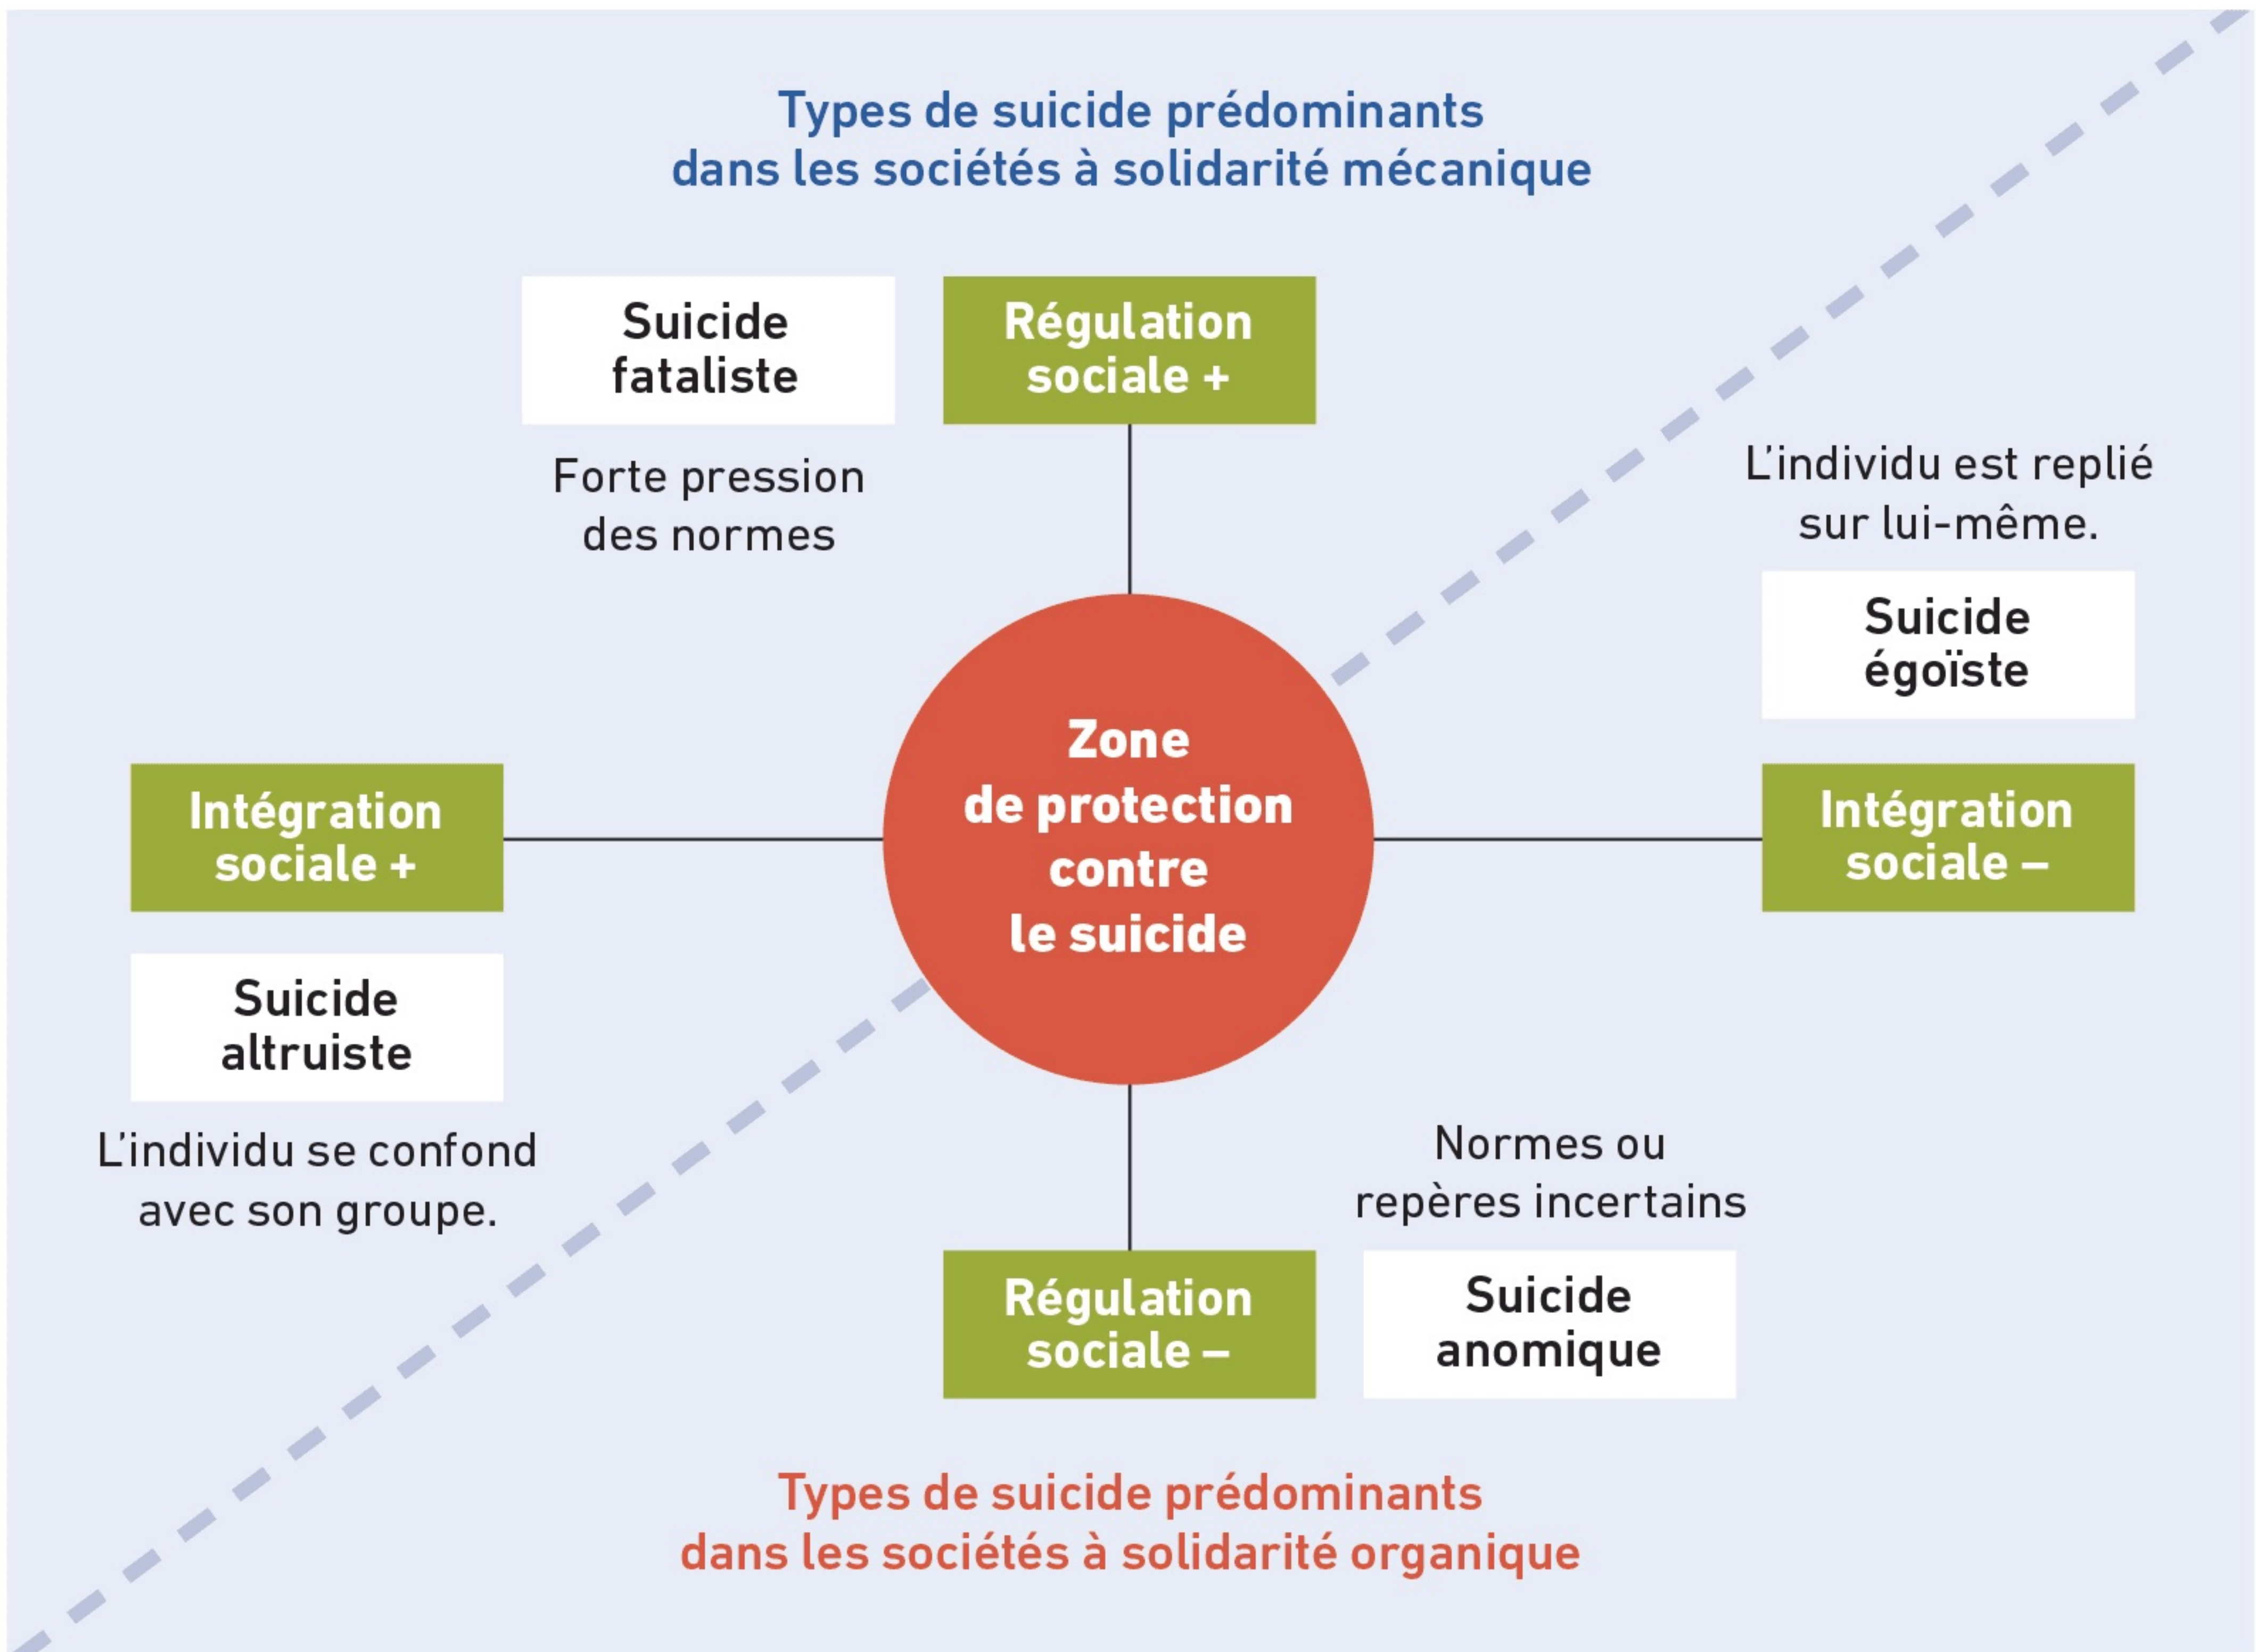 Types de suicide prédominants
dans les sociétés à solidarité mécanique
Suicide
fataliste
Régulation
sociale +
Forte pression
des normes
L'individu est replié
sur lui-même.
Suicide
égoïste
Zone
de protection
contre
le suicide
Intégration
sociale +
Intégration
sociale –
Suicide
altruiste
L'individu se confond
avec son groupe.
Normes ou
repères incertains
Régulation
sociale –
Suicide
anomique
Types de suicide prédominants
dans les sociétés à solidarité organique